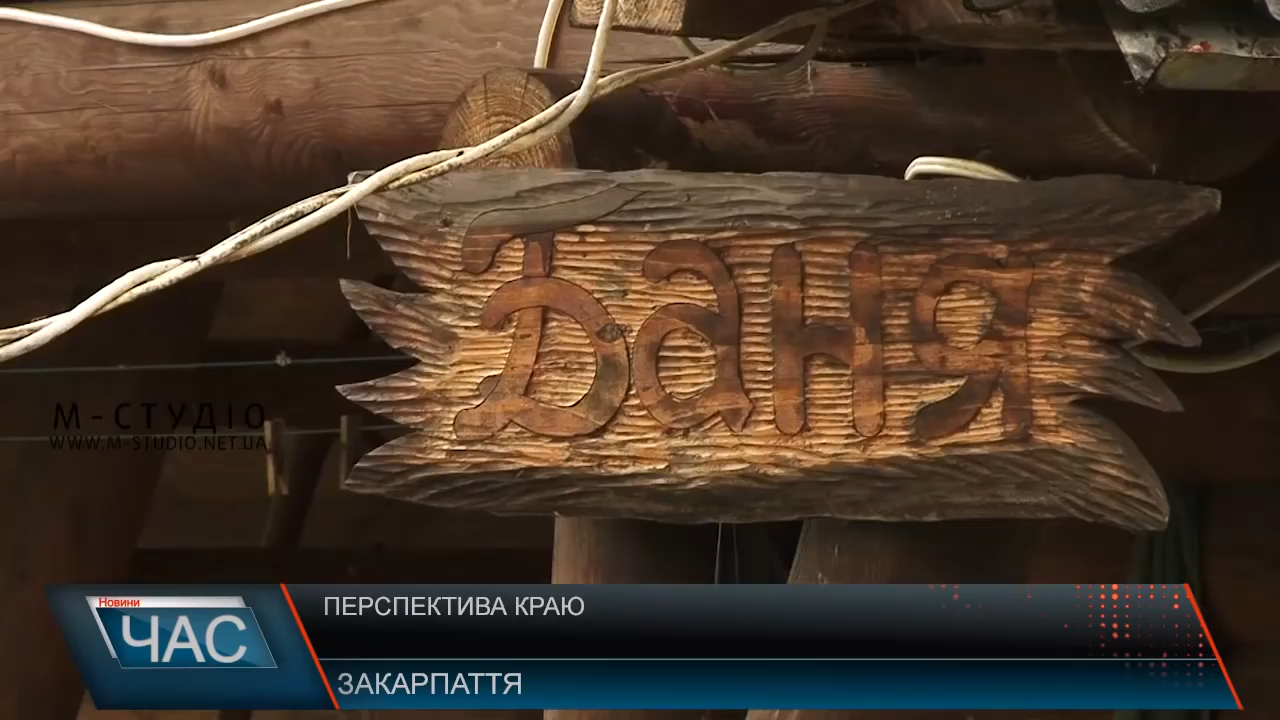 Баня
М-СТУДІО
WWW.M-STUDIO.NET.UA
Новини
ЧАС
ПЕРСПЕКТИВА КРАЮ
ЗАКАРПАТТЯ